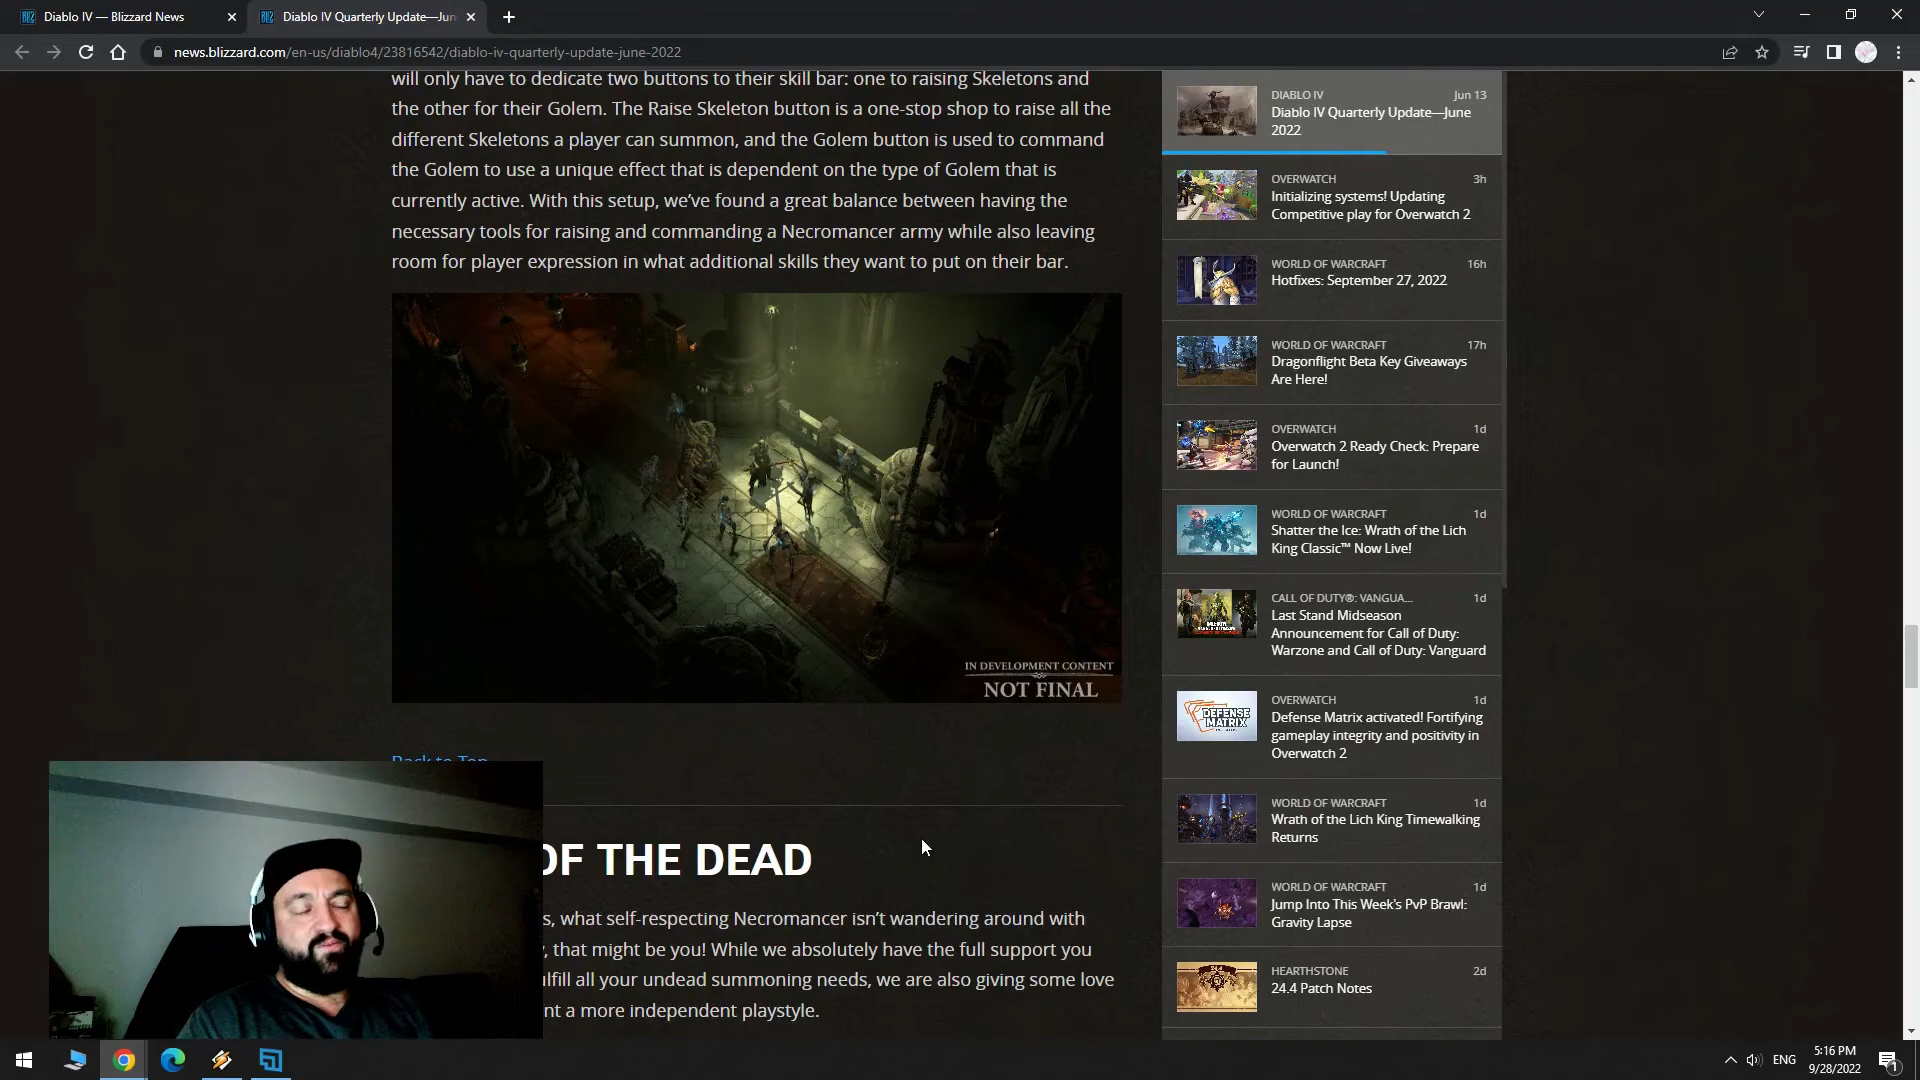 Diablo IV — Blizzard News
Diablo IV Quarterly Update—Jun
news.blizzard.com/en-us/diablo4/23816542/diablo-iv-quarterly-update-june-2022
will only have to dedicate two buttons to their skill bar: one to raising Skeletons and
the other for their Golem. The Raise Skeleton button is a one-stop shop to raise all the
different Skeletons a player can summon, and the Golem button is used to command
the Golem to use a unique effect that is dependent on the type of Golem that is
currently active. With this setup, we’ve found a great balance between having the
necessary tools for raising and commanding a Necromancer army while also leaving
room for player expression in what additional skills they want to put on their bar.
IN DEVELOPMENT CONTENT
NOT FINAL
Back to Top
OF THE DEAD
s, what self-respecting Necromancer isn’t wandering around with
, that might be you! While we absolutely have the full support you
lfill all your undead summoning needs, we are also giving some love
nt a more independent playstyle.
DIABLO IV Jun 13
Diablo IV Quarterly Update—June
2022
OVERWATCH 3h
Initializing systems! Updating
Competitive play for Overwatch 2
WORLD OF WARCRAFT 16h
Hotfixes: September 27, 2022
WORLD OF WARCRAFT 17h
Dragonflight Beta Key Giveaways
Are Here!
OVERWATCH 1d
Overwatch 2 Ready Check: Prepare
for Launch!
WORLD OF WARCRAFT 1d
Shatter the Ice: Wrath of the Lich
King Classic™ Now Live!
CALL OF DUTY®: VANGUA... 1d
Last Stand Midseason
Announcement for Call of Duty:
Warzone and Call of Duty: Vanguard
DEFENSE
MATRIX
OVERWATCH 1d
Defense Matrix activated! Fortifying
gameplay integrity and positivity in
Overwatch 2
WORLD OF WARCRAFT 1d
Wrath of the Lich King Timewalking
Returns
WORLD OF WARCRAFT 1d
Jump Into This Week’s PvP Brawl:
Gravity Lapse
24.4
HEARTHSTONE 2d
24.4 Patch Notes
ENG
5:16 PM
9/28/2022
1